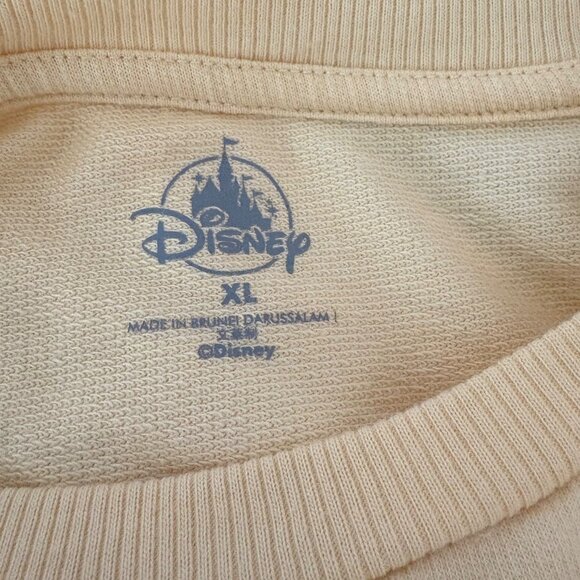 Disney
XL
MADE IN BRUNEI DARUSSALAM /
©Disney